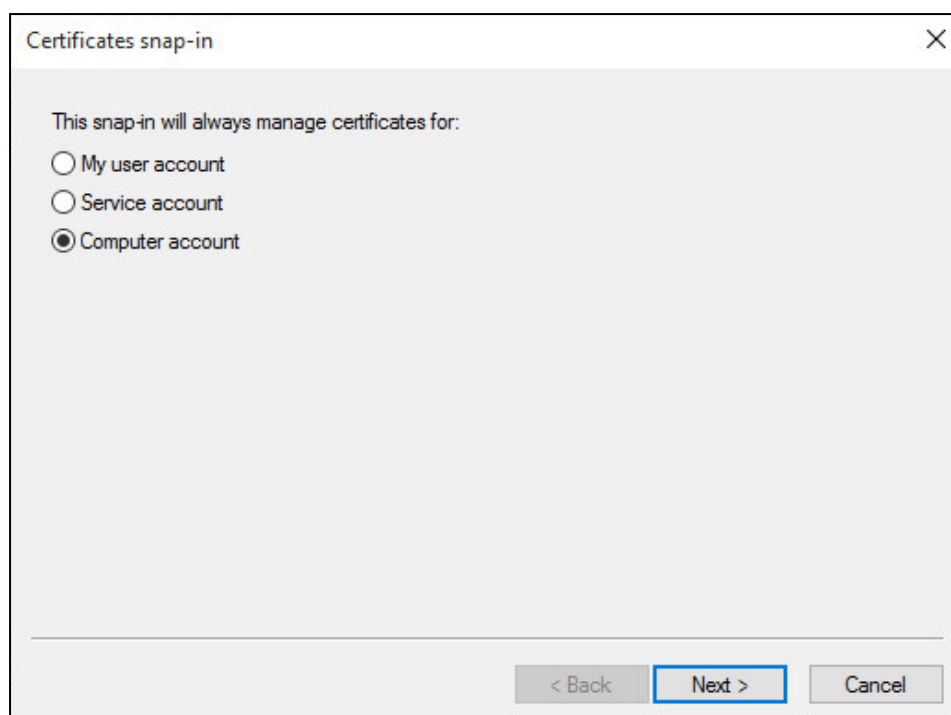 Certificates snap-in
This snap-in will always manage certificates for:
My user account
Service account
Computer account
< Back
Next >
Cancel